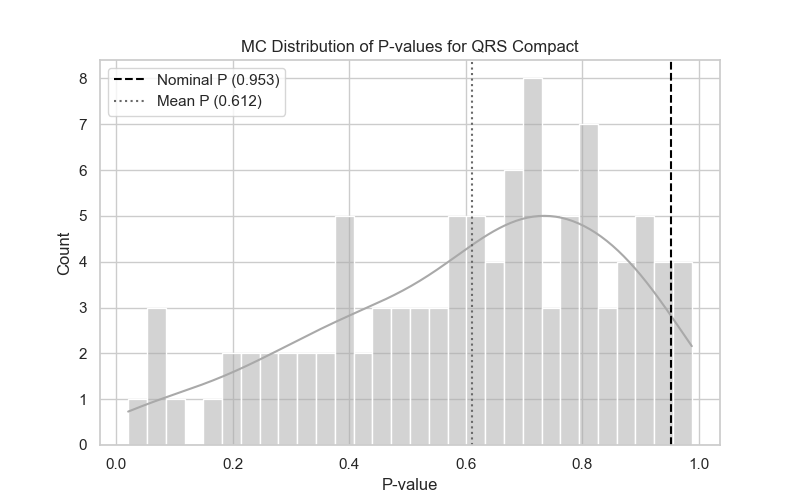 MC Distribution of P-values for QRS Compact
Nominal P (0.953)
Mean P (0.612)
8
7
6
5
4
3
2
1
0
Count
0.0 0.2 0.4 0.6 0.8 1.0
P-value